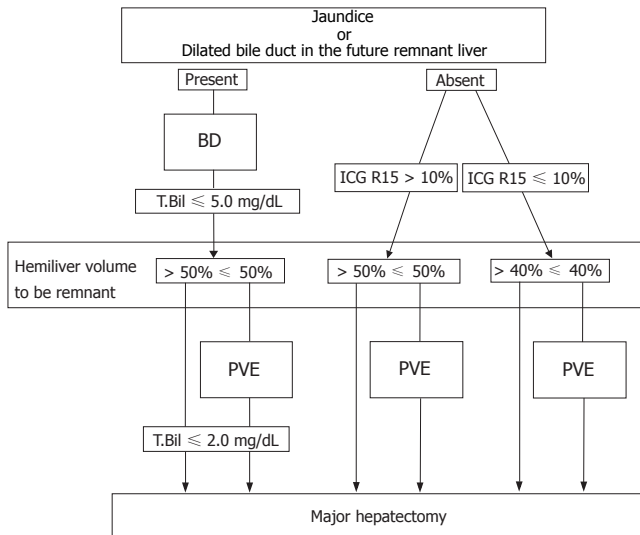 Jaundice
or
Dilated bile duct in the future remnant liver
Present
Absent
BD
ICG R15 > 10%
ICG R15 ⩽ 10%
T.Bil ⩽ 5.0 mg/dL
Hemiliver volume
to be remnant
> 50% ⩽ 50%
> 50% ⩽ 50%
> 40% ⩽ 40%
PVE
PVE
PVE
T.Bil ⩽ 2.0 mg/dL
Major hepatectomy